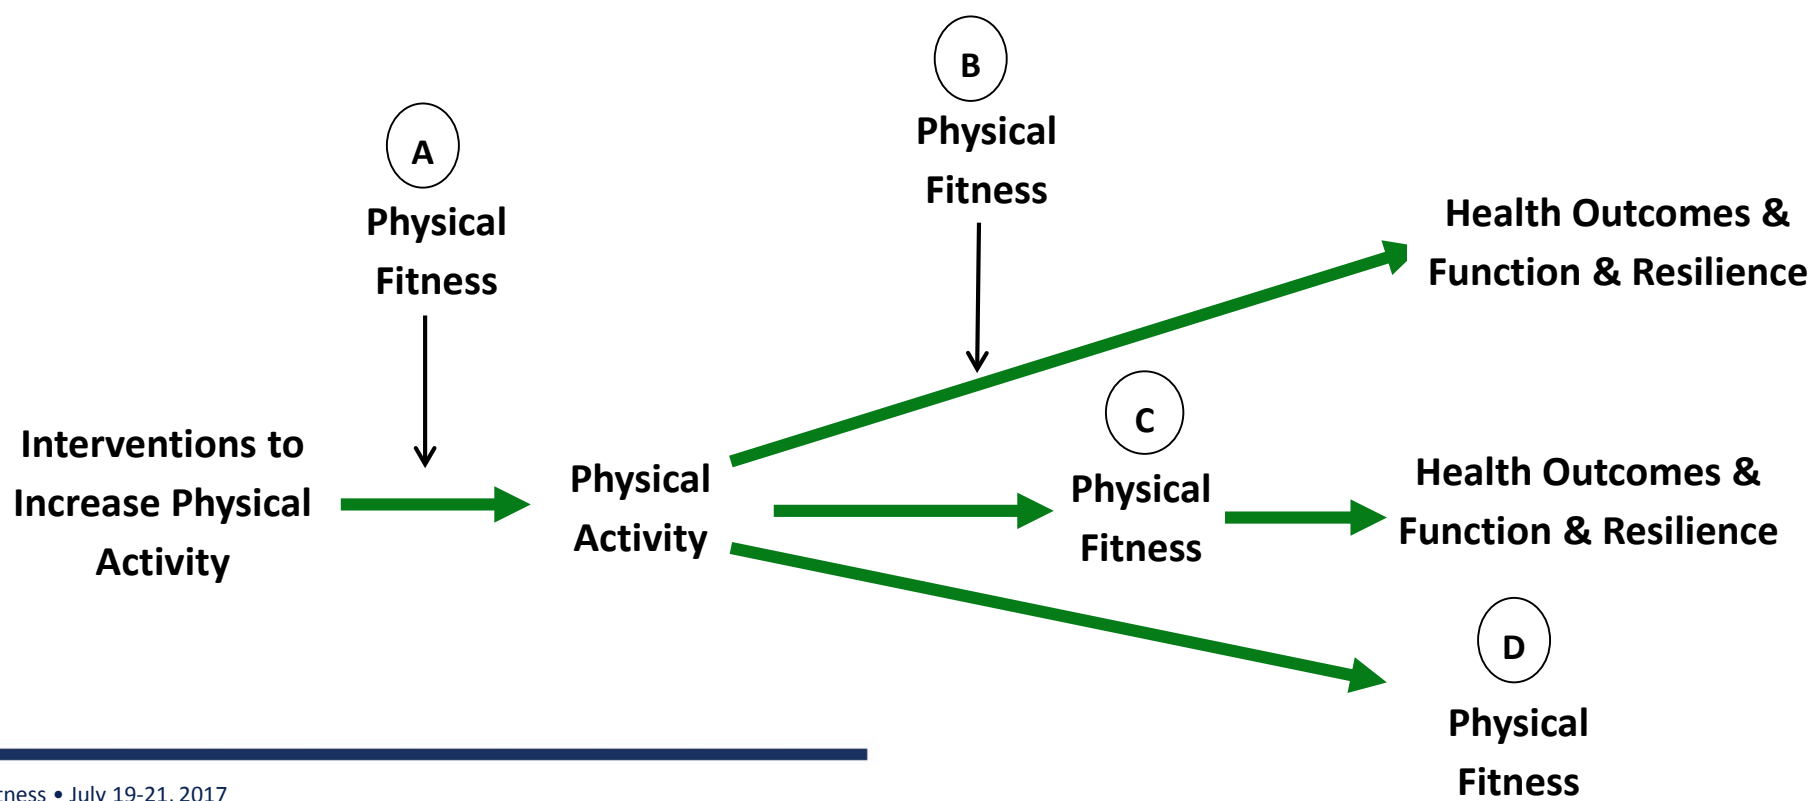 B
Physical
Fitness
A
Physical
Fitness
Health Outcomes &
Function & Resilience
Interventions to
Increase Physical
Activity
Physical
Activity
C
Physical
Fitness
Health Outcomes &
Function & Resilience
D
Physical
Fitness
• July 19-21, 2017